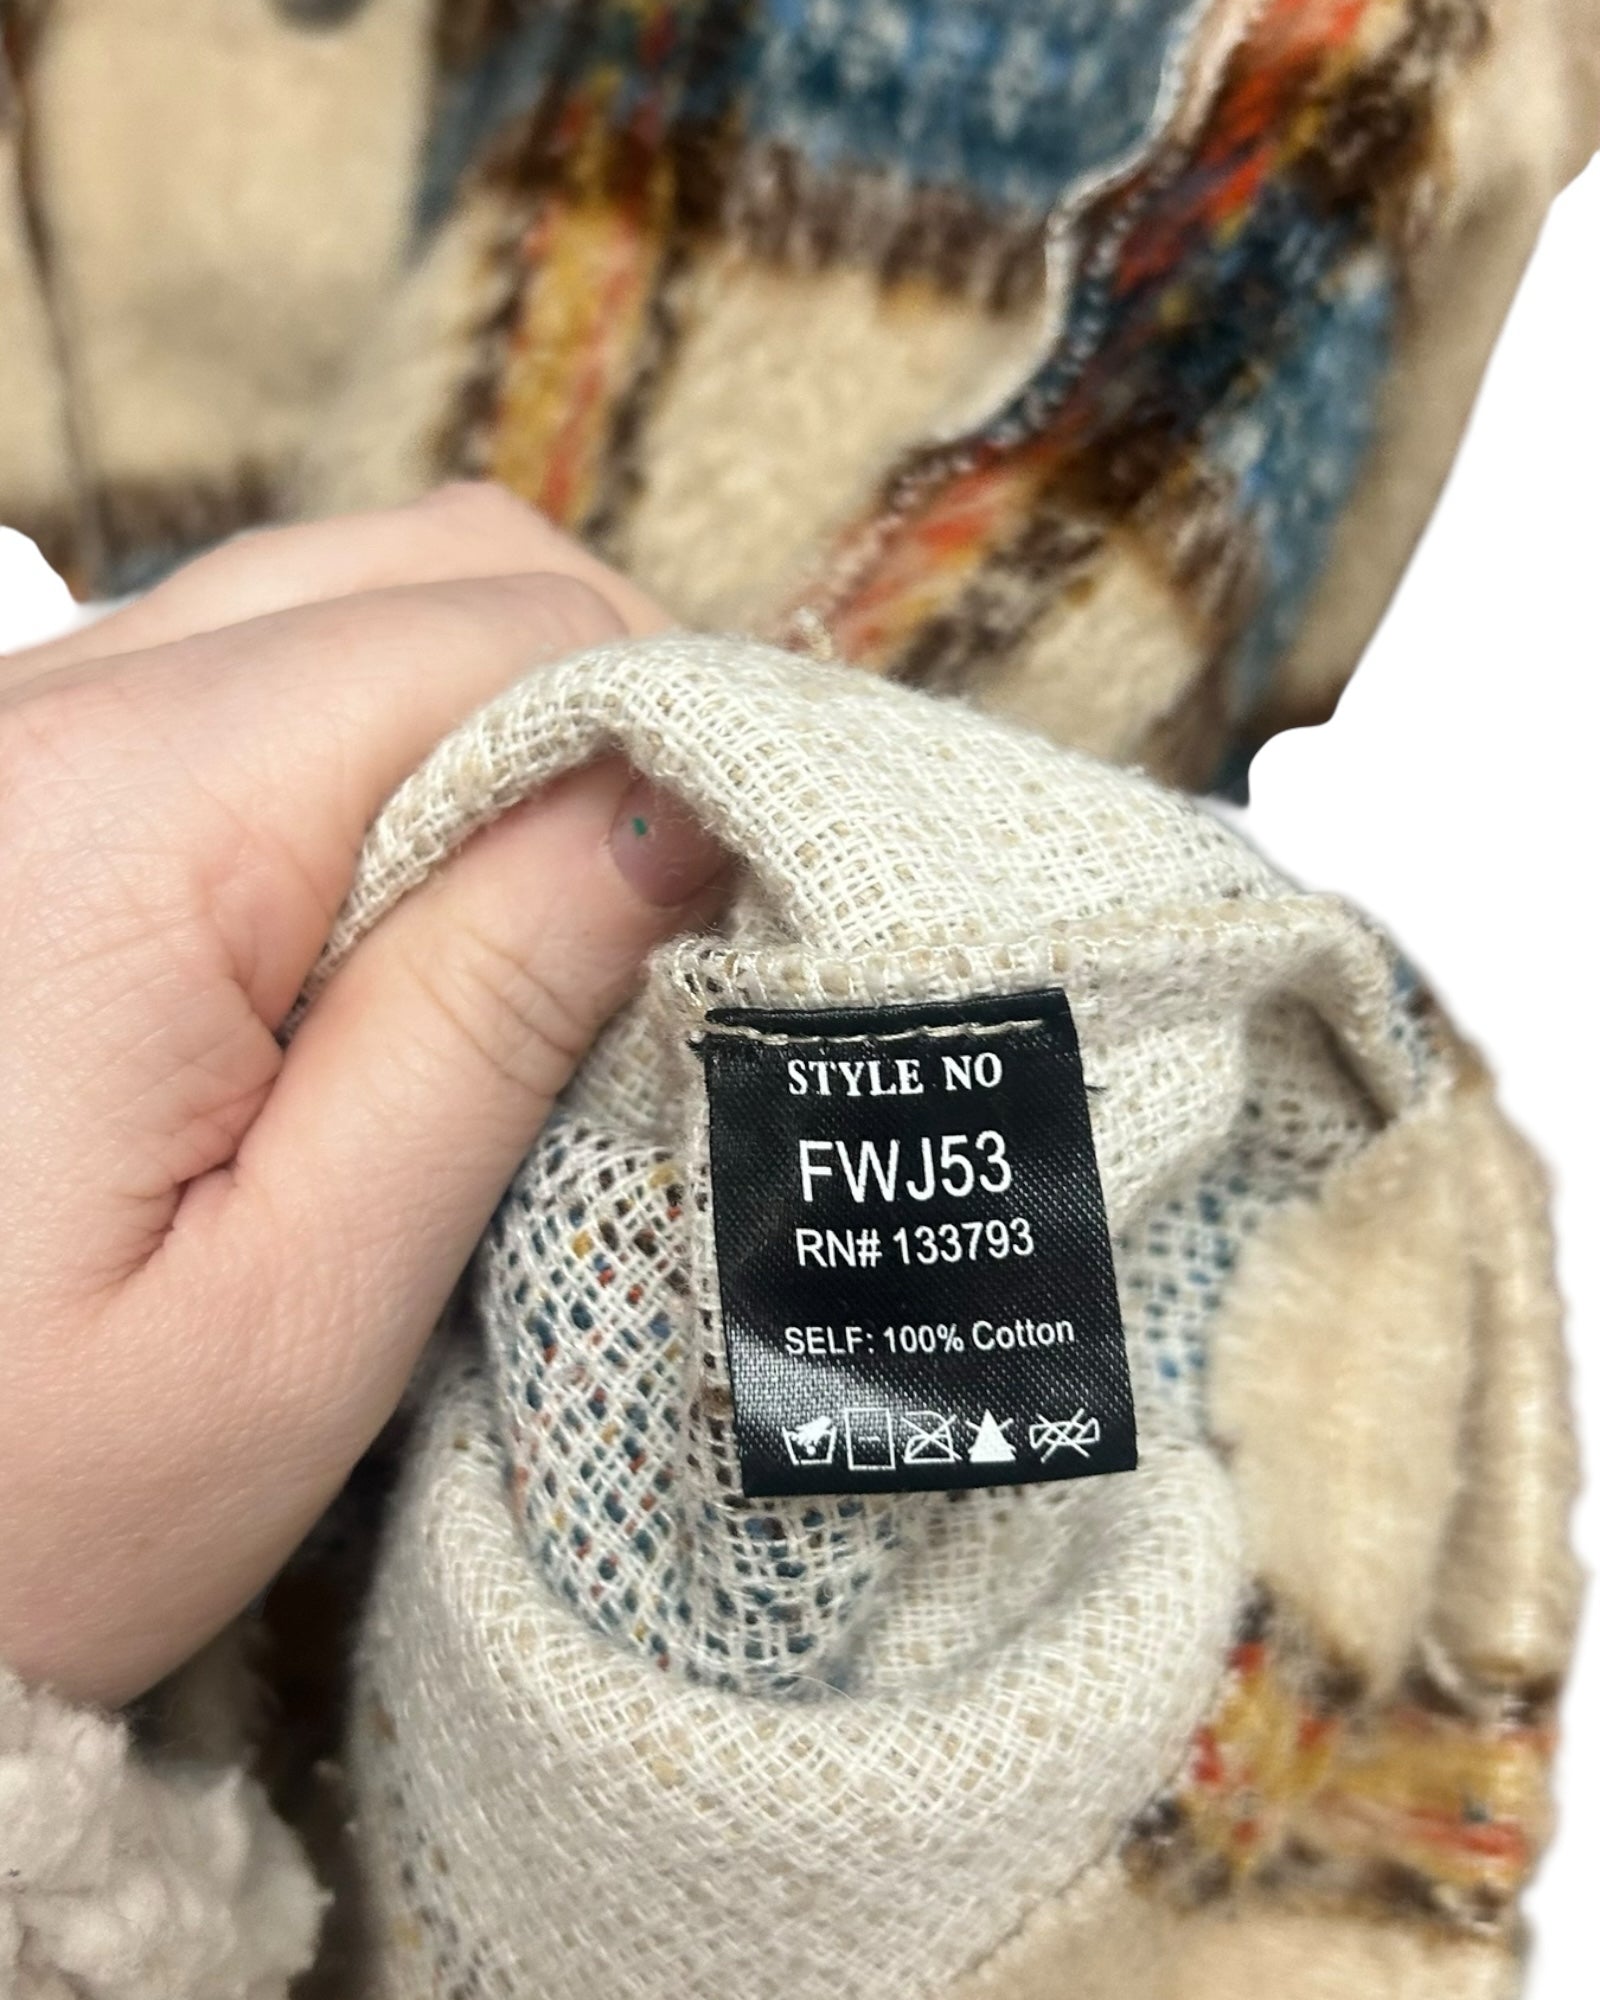 STYLE NO
FWJ53
RN# 133793
SELF: 100% Cotton